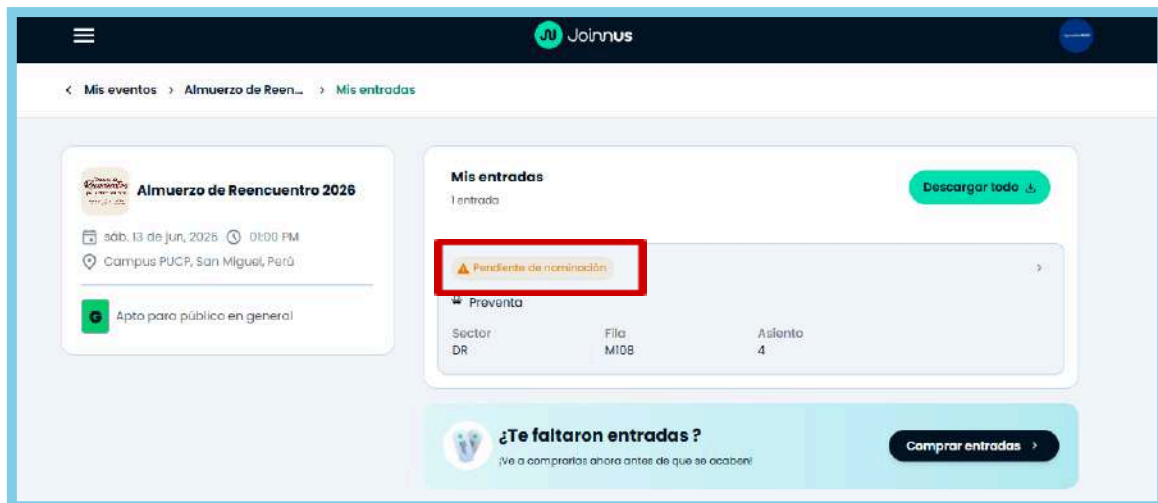 Joinnus
< Mis eventos > Almuerzo de Reen... > Mis entradas
Almuerzo de Reencuentro 2026
sáb. 13 de jun, 2026 01:00 PM
Campus PUCP, San Miguel, Perú
G Apto para público en general
Mis entradas
1 entrada
Descargar todo
Pendiente de nominación
Preventa
Sector Fila Asiento
DR M108 4
¿Te faltaron entradas ?
¡Ve a comprarlas ahora antes de que se acaben!
Comprar entradas >